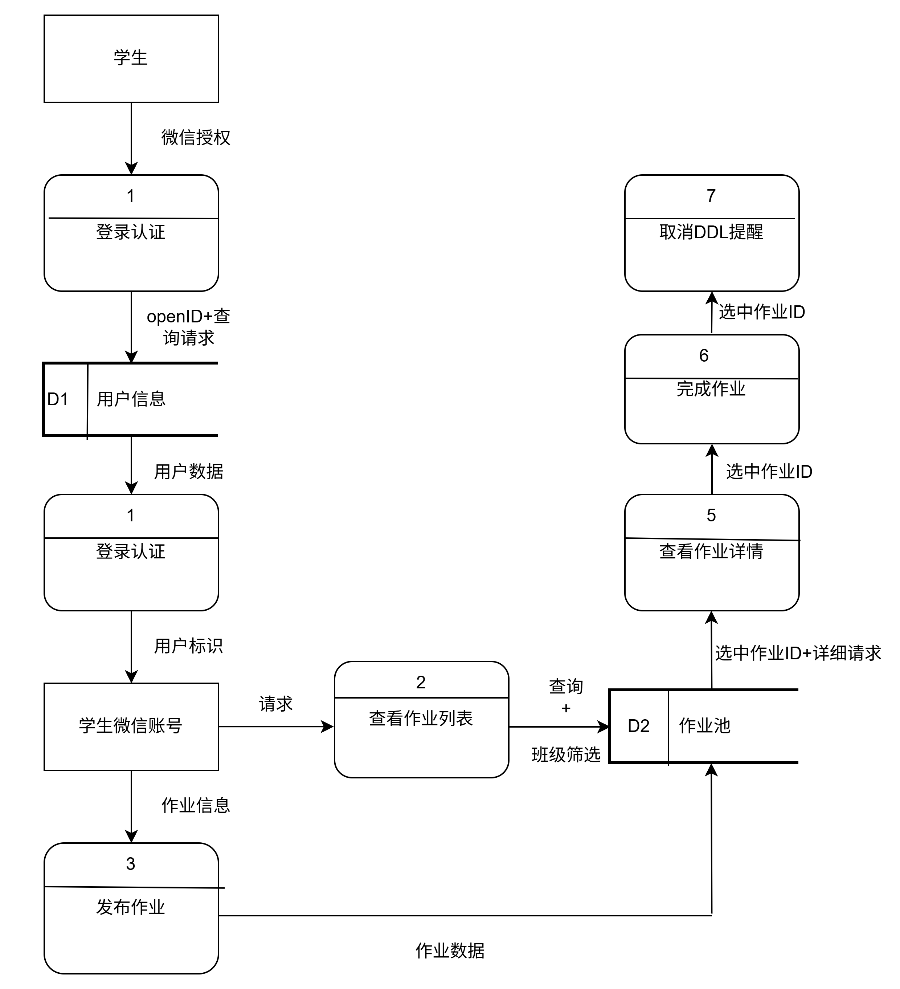 学生
微信授权
1
登录认证
openID+查
询请求
D1
用户信息
用户数据
1
登录认证
用户标识
学生微信账号
请求
2
查看作业列表
查询
+
班级筛选
D2
作业池
作业信息
3
发布作业
作业数据
选中作业ID+详细请求
5
查看作业详情
选中作业ID
6
完成作业
选中作业ID
7
取消DDL提醒